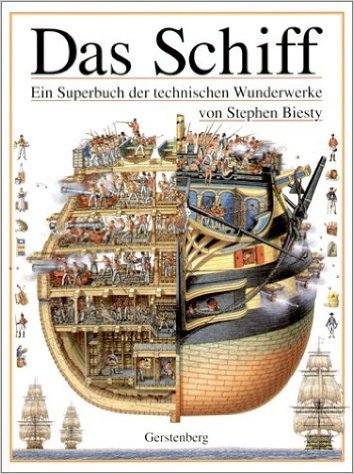 Das Schiff
Ein Superbuch der technischen Wunderwerke
von Stephen Biesty
Gerstenberg